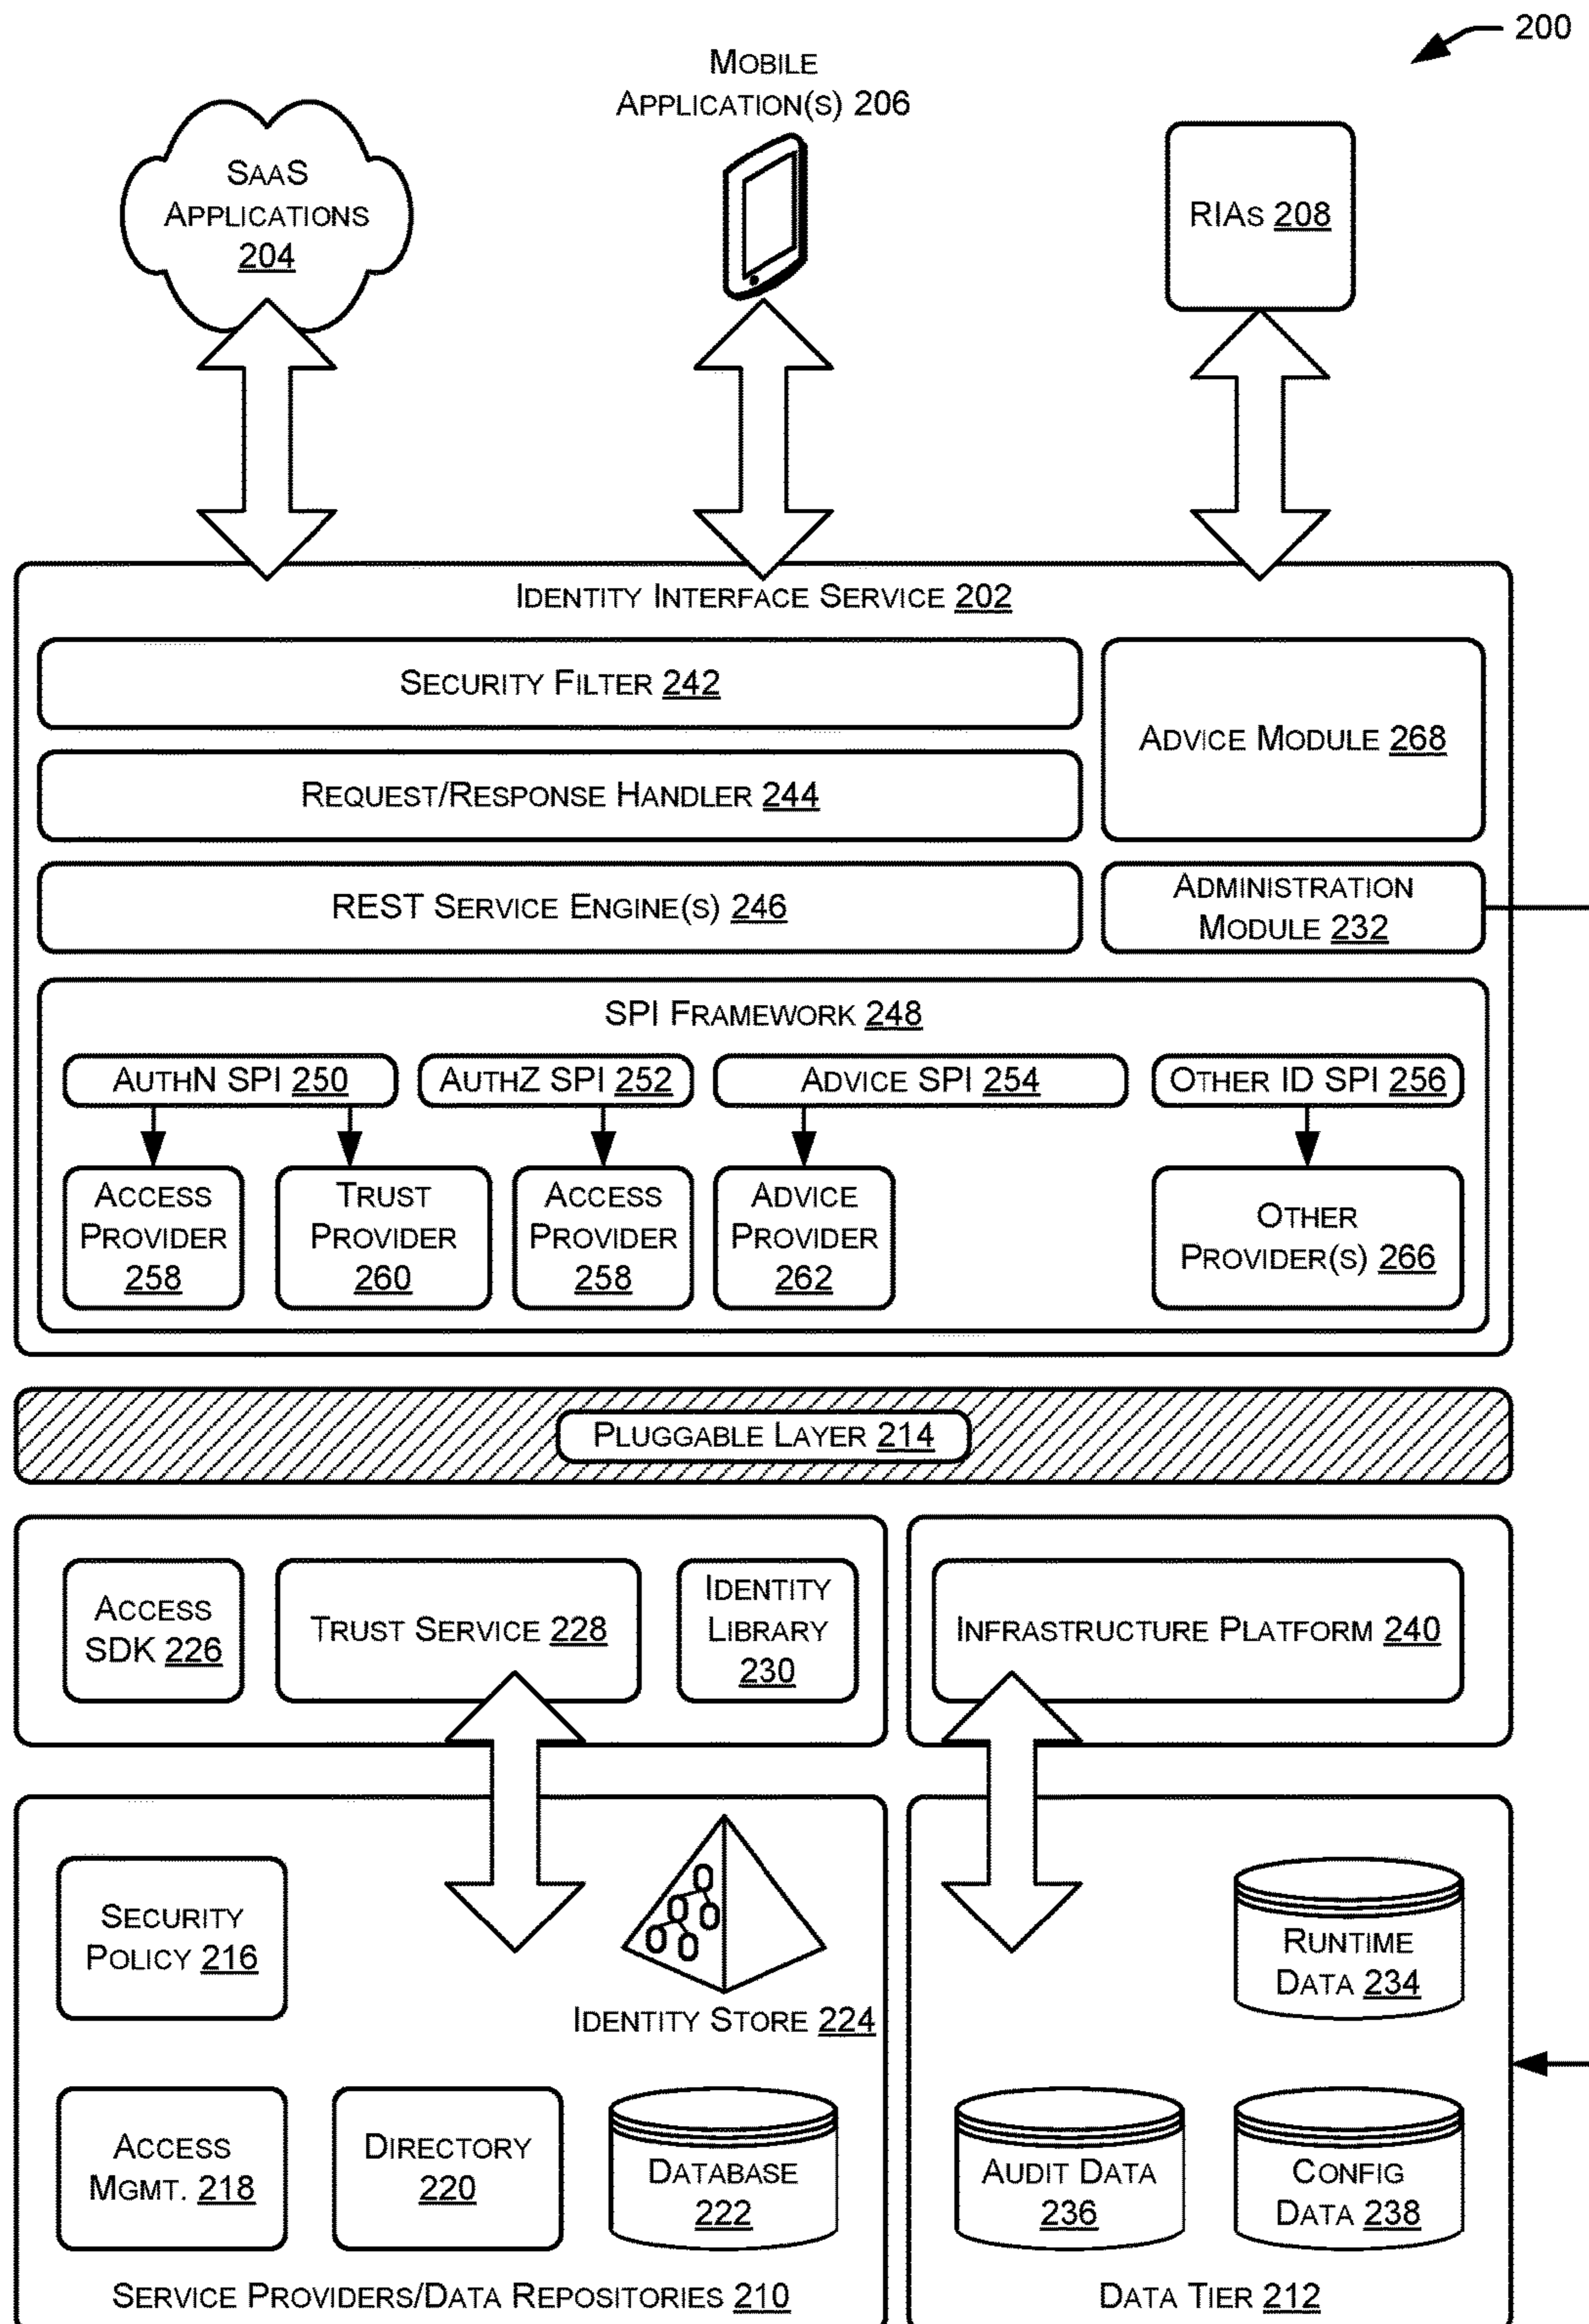 200
MOBILE
APPLICATION(S) 206
SAAS
APPLICATIONS
204
RIAS 208
IDENTITY INTERFACE SERVICE 202
SECURITY FILTER 242
ADVICE MODULE 268
REQUEST/RESPONSE HANDLER 244
REST SERVICE ENGINE(S) 246
ADMINISTRATION
MODULE 232
SPI FRAMEWORK 248
AUTHN SPI 250
AUTHZ SPI 252
ADVICE SPI 254
OTHER ID SPI 256
ACCESS
PROVIDER
258
TRUST
PROVIDER
260
ACCESS
PROVIDER
258
ADVICE
PROVIDER
262
OTHER
PROVIDER(S) 266
PLUGGABLE LAYER 214
ACCESS
SDK 226
TRUST SERVICE 228
IDENTITY
LIBRARY
230
INFRASTRUCTURE PLATFORM 240
SECURITY
POLICY 216
IDENTITY STORE 224
RUNTIME
DATA 234
ACCESS
MGMT. 218
DIRECTORY
220
DATABASE
222
AUDIT DATA
236
CONFIG
DATA 238
SERVICE PROVIDERS/DATA REPOSITORIES 210
DATA TIER 212